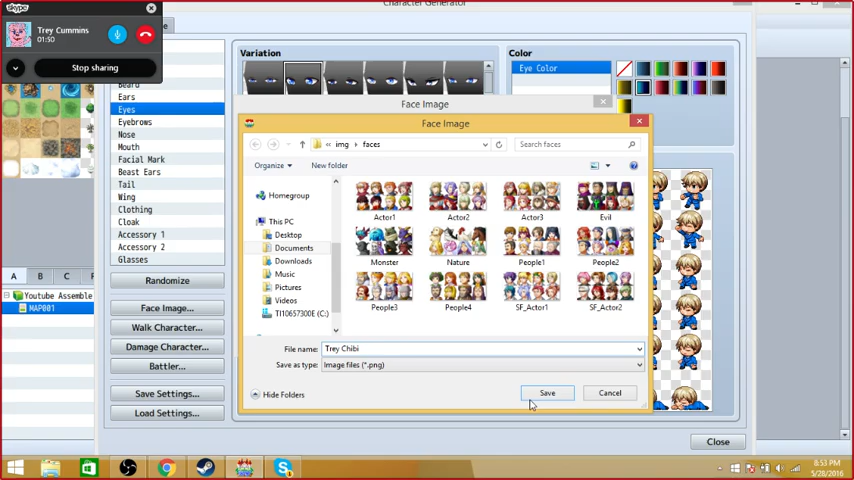 Character Generator
skype
Trey Cummins
01:50
Stop sharing
Beard
Ears
Eyes
Eyebrows
Nose
Mouth
Facial Mark
Beast Ears
Tail
Wing
Clothing
Cloak
Accessory 1
Accessory 2
Glasses
Randomize
Face Image...
Walk Character...
Damage Character...
Battler...
Save Settings...
Load Settings...
Variation
Color
Eye Color
Face Image
Face Image
« img faces
Search faces
Organize
New folder
Homegroup
This PC
Desktop
Documents
Downloads
Music
Pictures
Videos
TI10657300E (C:)
Actor1
Actor2
Actor3
Evil
Monster
Nature
People1
People2
People3
People4
SF_Actor1
SF_Actor2
File name: Trey Chibi
Save as type: Image files (*.png)
Hide Folders
Save
Cancel
Close
A B C
Youtube Assemble
MAP001
8:53 PM
5/28/2016